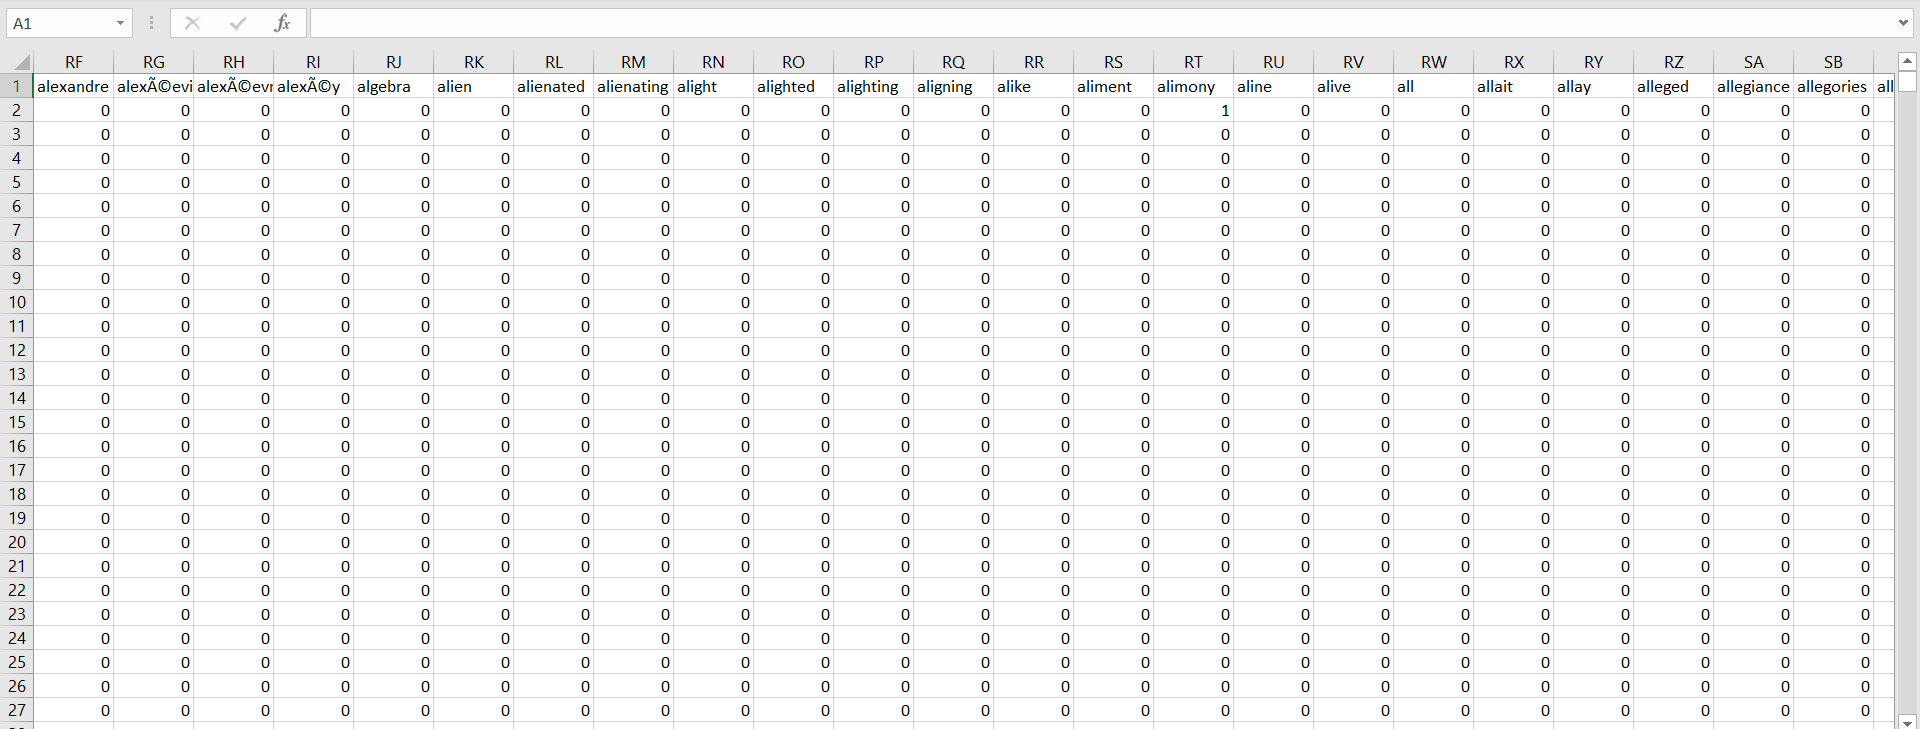 A1 fx
RF RG RH RI RJ RK RL RM RN RO RP RQ RR RS RT RU RV RW RX RY RZ SA SB
1 alexandre alexÃ©evi alexÃ©evr alexÃ©y algebra alien alienated alienating alight alighted alighting aligning alike aliment alimony aline alive all allait allay alleged allegiance allegories all
2 0 0 0 0 0 0 0 0 0 0 0 0 0 0 1 0 0 0 0 0 0 0 0
3 0 0 0 0 0 0 0 0 0 0 0 0 0 0 0 0 0 0 0 0 0 0 0
4 0 0 0 0 0 0 0 0 0 0 0 0 0 0 0 0 0 0 0 0 0 0 0
5 0 0 0 0 0 0 0 0 0 0 0 0 0 0 0 0 0 0 0 0 0 0 0
6 0 0 0 0 0 0 0 0 0 0 0 0 0 0 0 0 0 0 0 0 0 0 0
7 0 0 0 0 0 0 0 0 0 0 0 0 0 0 0 0 0 0 0 0 0 0 0
8 0 0 0 0 0 0 0 0 0 0 0 0 0 0 0 0 0 0 0 0 0 0 0
9 0 0 0 0 0 0 0 0 0 0 0 0 0 0 0 0 0 0 0 0 0 0 0
10 0 0 0 0 0 0 0 0 0 0 0 0 0 0 0 0 0 0 0 0 0 0 0
11 0 0 0 0 0 0 0 0 0 0 0 0 0 0 0 0 0 0 0 0 0 0 0
12 0 0 0 0 0 0 0 0 0 0 0 0 0 0 0 0 0 0 0 0 0 0 0
13 0 0 0 0 0 0 0 0 0 0 0 0 0 0 0 0 0 0 0 0 0 0 0
14 0 0 0 0 0 0 0 0 0 0 0 0 0 0 0 0 0 0 0 0 0 0 0
15 0 0 0 0 0 0 0 0 0 0 0 0 0 0 0 0 0 0 0 0 0 0 0
16 0 0 0 0 0 0 0 0 0 0 0 0 0 0 0 0 0 0 0 0 0 0 0
17 0 0 0 0 0 0 0 0 0 0 0 0 0 0 0 0 0 0 0 0 0 0 0
18 0 0 0 0 0 0 0 0 0 0 0 0 0 0 0 0 0 0 0 0 0 0 0
19 0 0 0 0 0 0 0 0 0 0 0 0 0 0 0 0 0 0 0 0 0 0 0
20 0 0 0 0 0 0 0 0 0 0 0 0 0 0 0 0 0 0 0 0 0 0 0
21 0 0 0 0 0 0 0 0 0 0 0 0 0 0 0 0 0 0 0 0 0 0 0
22 0 0 0 0 0 0 0 0 0 0 0 0 0 0 0 0 0 0 0 0 0 0 0
23 0 0 0 0 0 0 0 0 0 0 0 0 0 0 0 0 0 0 0 0 0 0 0
24 0 0 0 0 0 0 0 0 0 0 0 0 0 0 0 0 0 0 0 0 0 0 0
25 0 0 0 0 0 0 0 0 0 0 0 0 0 0 0 0 0 0 0 0 0 0 0
26 0 0 0 0 0 0 0 0 0 0 0 0 0 0 0 0 0 0 0 0 0 0 0
27 0 0 0 0 0 0 0 0 0 0 0 0 0 0 0 0 0 0 0 0 0 0 0